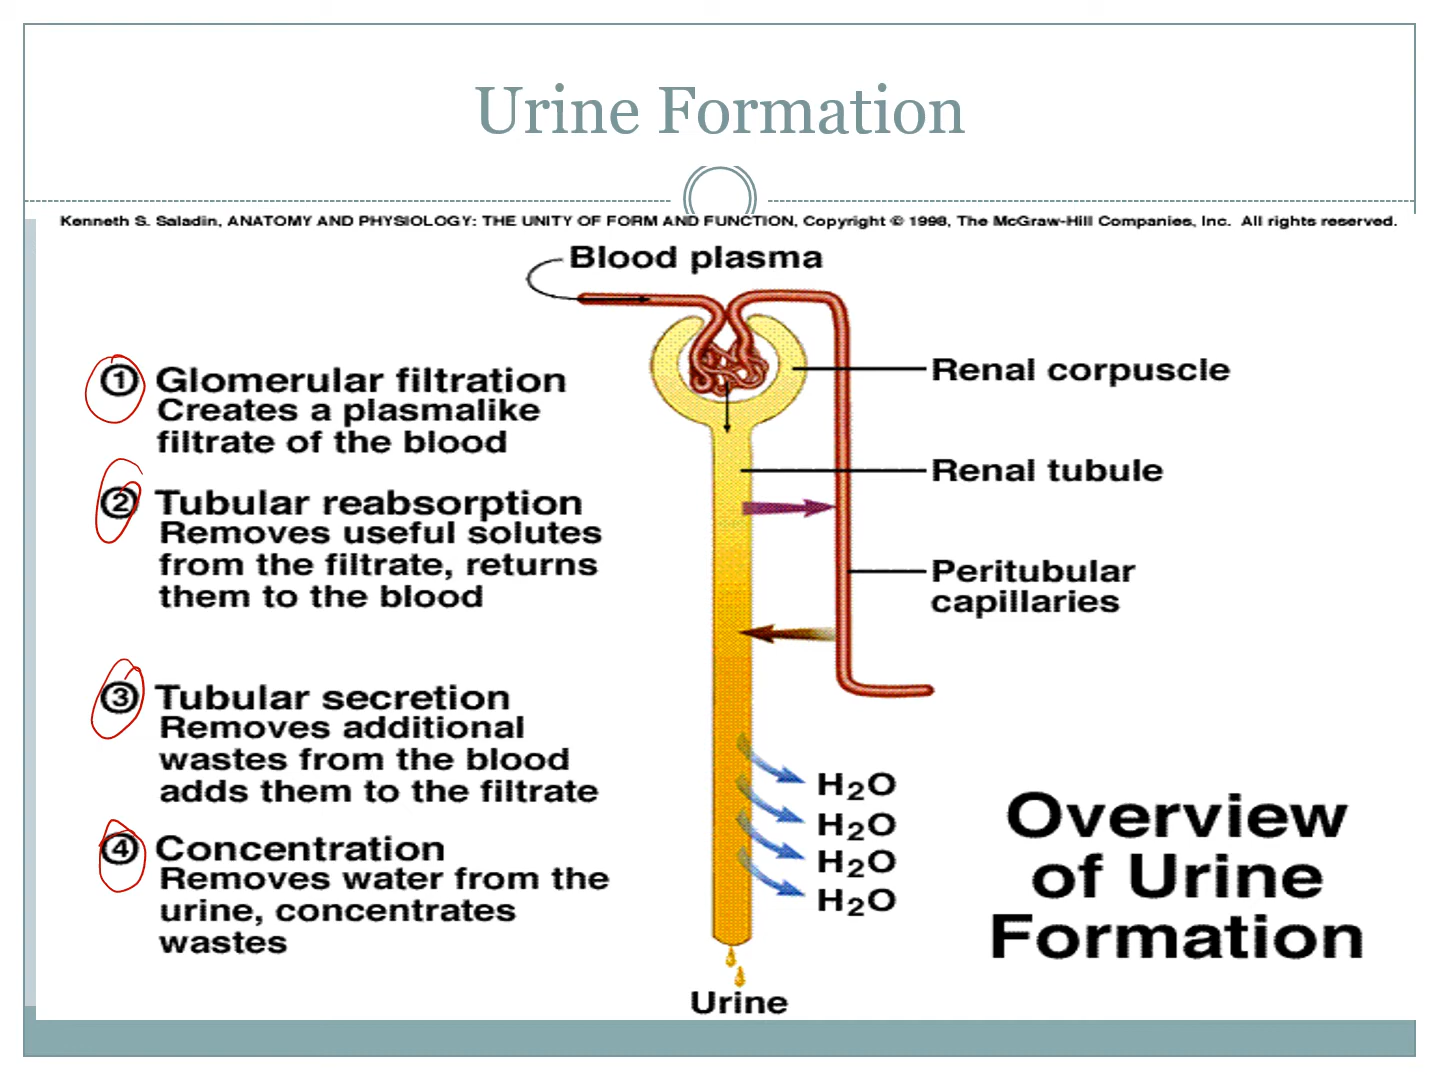 Urine Formation
Kenneth S. Saladin, ANATOMY AND PHYSIOLOGY: THE UNITY OF FORM AND FUNCTION, Copyright © 1998, The McGraw-Hill Companies, Inc. All rights reserved.
Blood plasma
① Glomerular filtration
Creates a plasmalike
filtrate of the blood
② Tubular reabsorption
Removes useful solutes
from the filtrate, returns
them to the blood
③ Tubular secretion
Removes additional
wastes from the blood
adds them to the filtrate
④ Concentration
Removes water from the
urine, concentrates
wastes
Renal corpuscle
Renal tubule
Peritubular
capillaries
H₂O
H₂O
H₂O
H₂O
Urine
Overview
of Urine
Formation